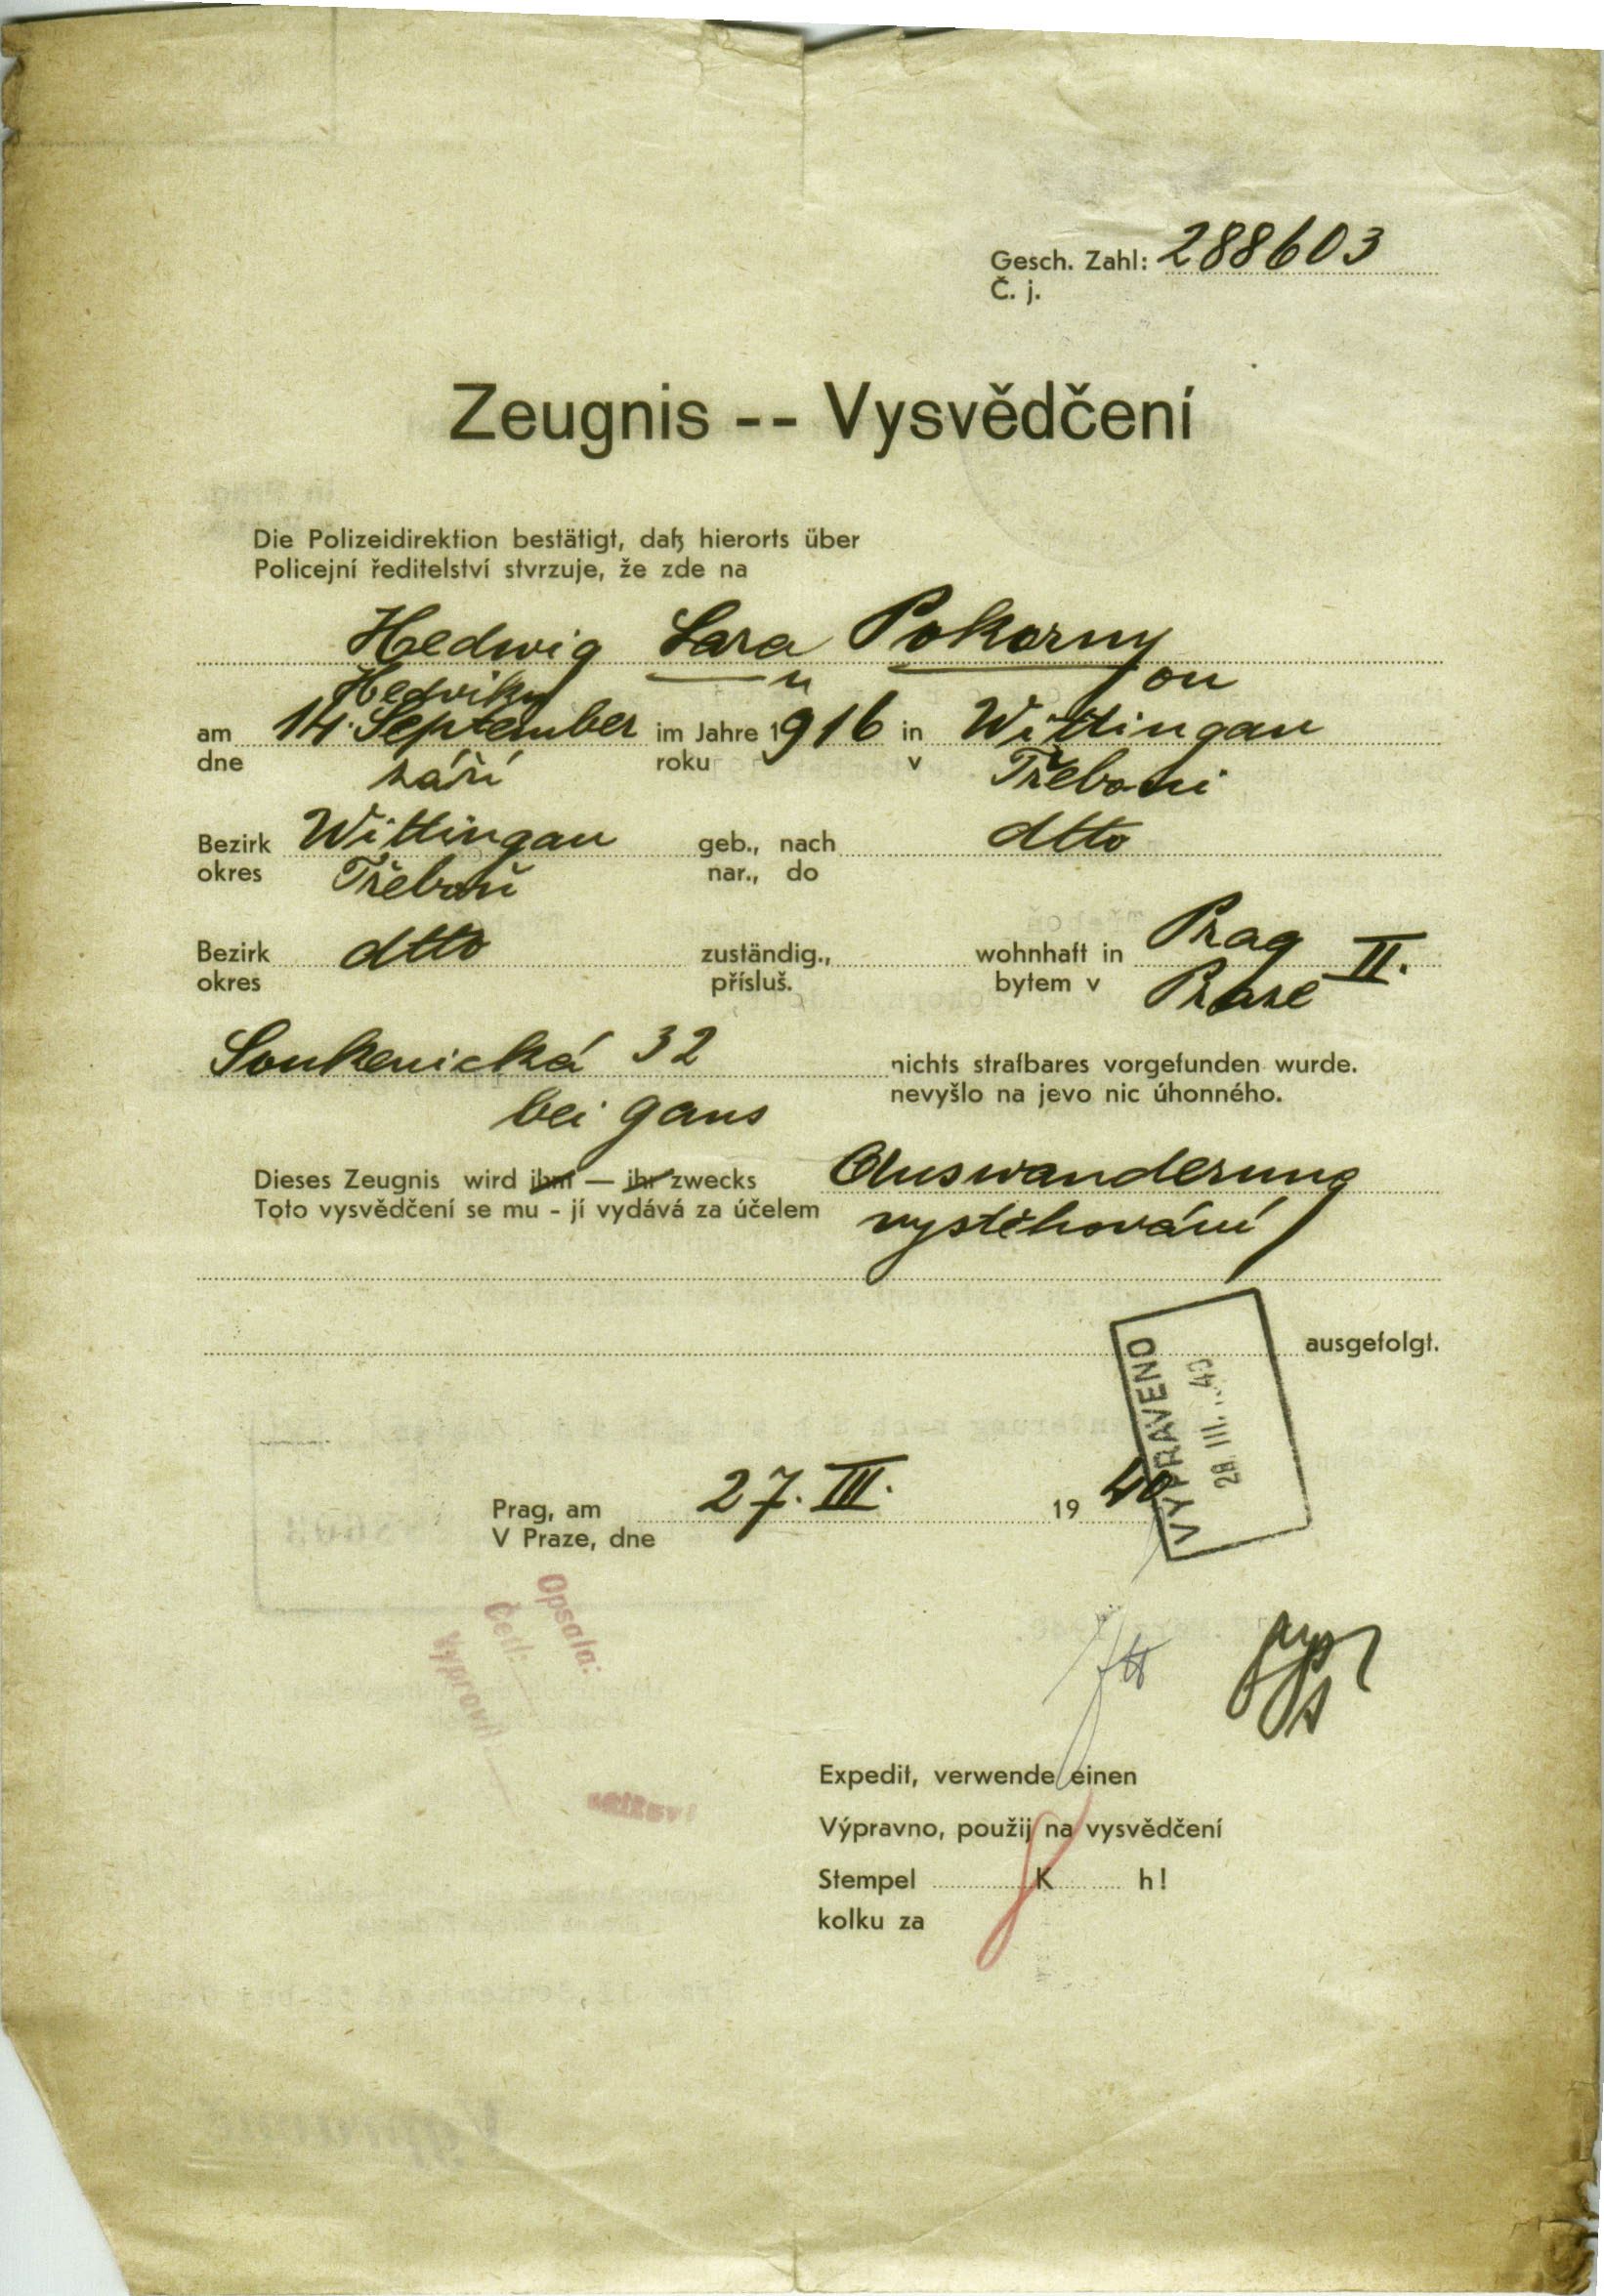 Gesch. Zahl: 288603
Č. j.
Zeugnis -- Vysvědčení
Die Polizeidirektion bestätigt, daß hierorts über
Policejní ředitelství stvrzuje, že zde na
Hedwig Sara Pokorny
Hedviku u ou
am 14. September im Jahre 1916 in Wittingau
dne září roku v Třeboni
Bezirk Wittingau geb., nach dtto
okres Třeboň nar., do
Bezirk dtto zuständig., wohnhaft in Prag II.
okres přísluš. bytem v Praze
Soukenická 32 nichts strafbares vorgefunden wurde.
bei Gans nevyšlo na jevo nic úhonného.
Dieses Zeugnis wird ihm — ihr zwecks Auswanderung
Toto vysvědčení se mu - jí vydává za účelem vystěhování
ausgefolgt.
VYPRAVENO
28. III. 40
Prag, am 27. III. 19 40
V Praze, dne
Opsala:
Četl:
Vypravil
Expedit, verwende einen
Výpravno, použij na vysvědčení
Stempel K h!
kolku za